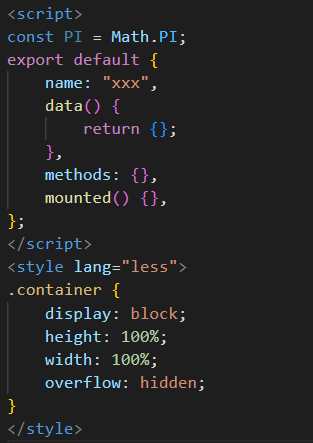 <script>
const PI = Math.PI;
export default {
    name: "xxx",
    data() {
        return {};
    },
    methods: {},
    mounted() {},
};
</script>
<style lang="less">
.container {
    display: block;
    height: 100%;
    width: 100%;
    overflow: hidden;
}
</style>